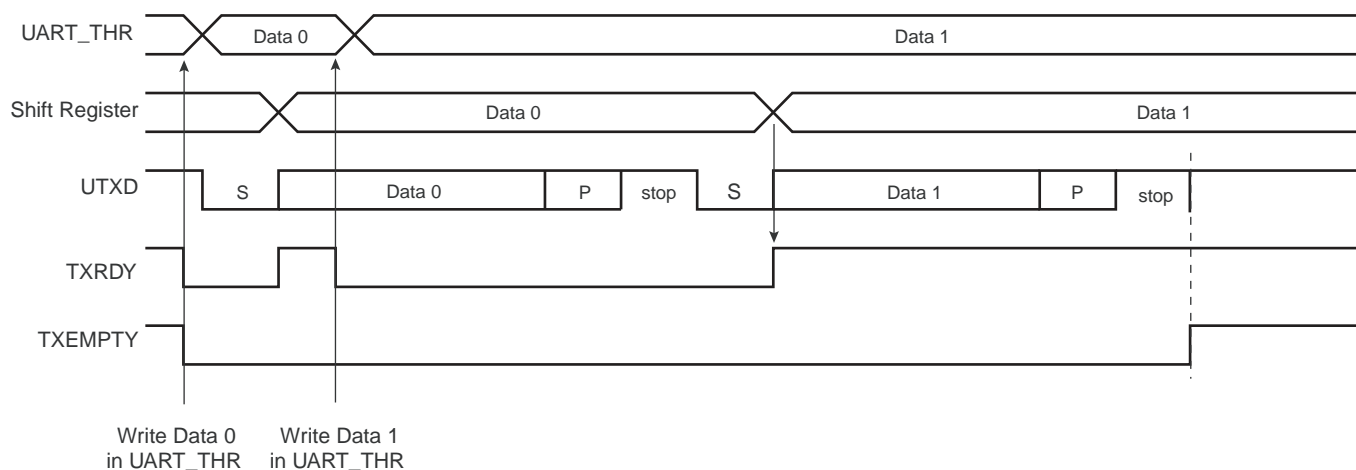 UART_THR Data 0 Data 1
Shift Register Data 0 Data 1
UTXD S Data 0 P stop S Data 1 P stop
TXRDY
TXEMPTY
Write Data 0 Write Data 1
in UART_THR in UART_THR